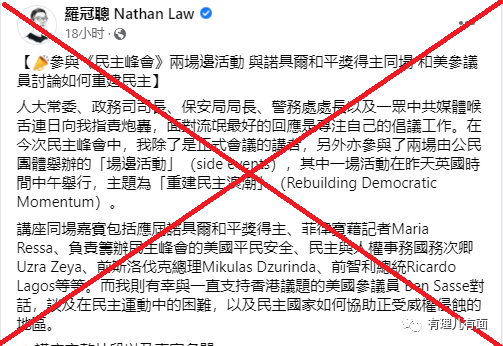 羅冠聰 Nathan Law
18小時 ·
【📣參與《民主峰會》兩場邊活動 與諾貝爾和平獎得主同場 和美參議
員討論如何重建民主】
人大常委、政務司司長、保安局局長、警務處處長以及一眾中共媒體喉
舌連日向我指責炮轟，面對流氓最好的回應是專注自己的倡議工作。在
今次民主峰會中，我除了是正式會議的講者，另外亦參與了兩場由公民
團體舉辦的「場邊活動」（side events），其中一場活動在昨天英國時
間中午舉行，主題為「重建民主浪潮」（Rebuilding Democratic
Momentum）。
講座同場嘉賓包括應屆諾貝爾和平獎得主、菲律賓藉記者Maria
Ressa、負責籌辦民主峰會的美國平民安全、民主與人權事務國務次卿
Uzra Zeya、前斯洛伐克總理Mikulas Dzurinda、前智利總統Ricardo
Lagos等等。而我則有幸與一直支持香港議題的美國參議員 Ben Sasse對
話，談及在民主運動中的困難，以及民主國家如何協助正受威權侵蝕的
地區。
有理儿有面